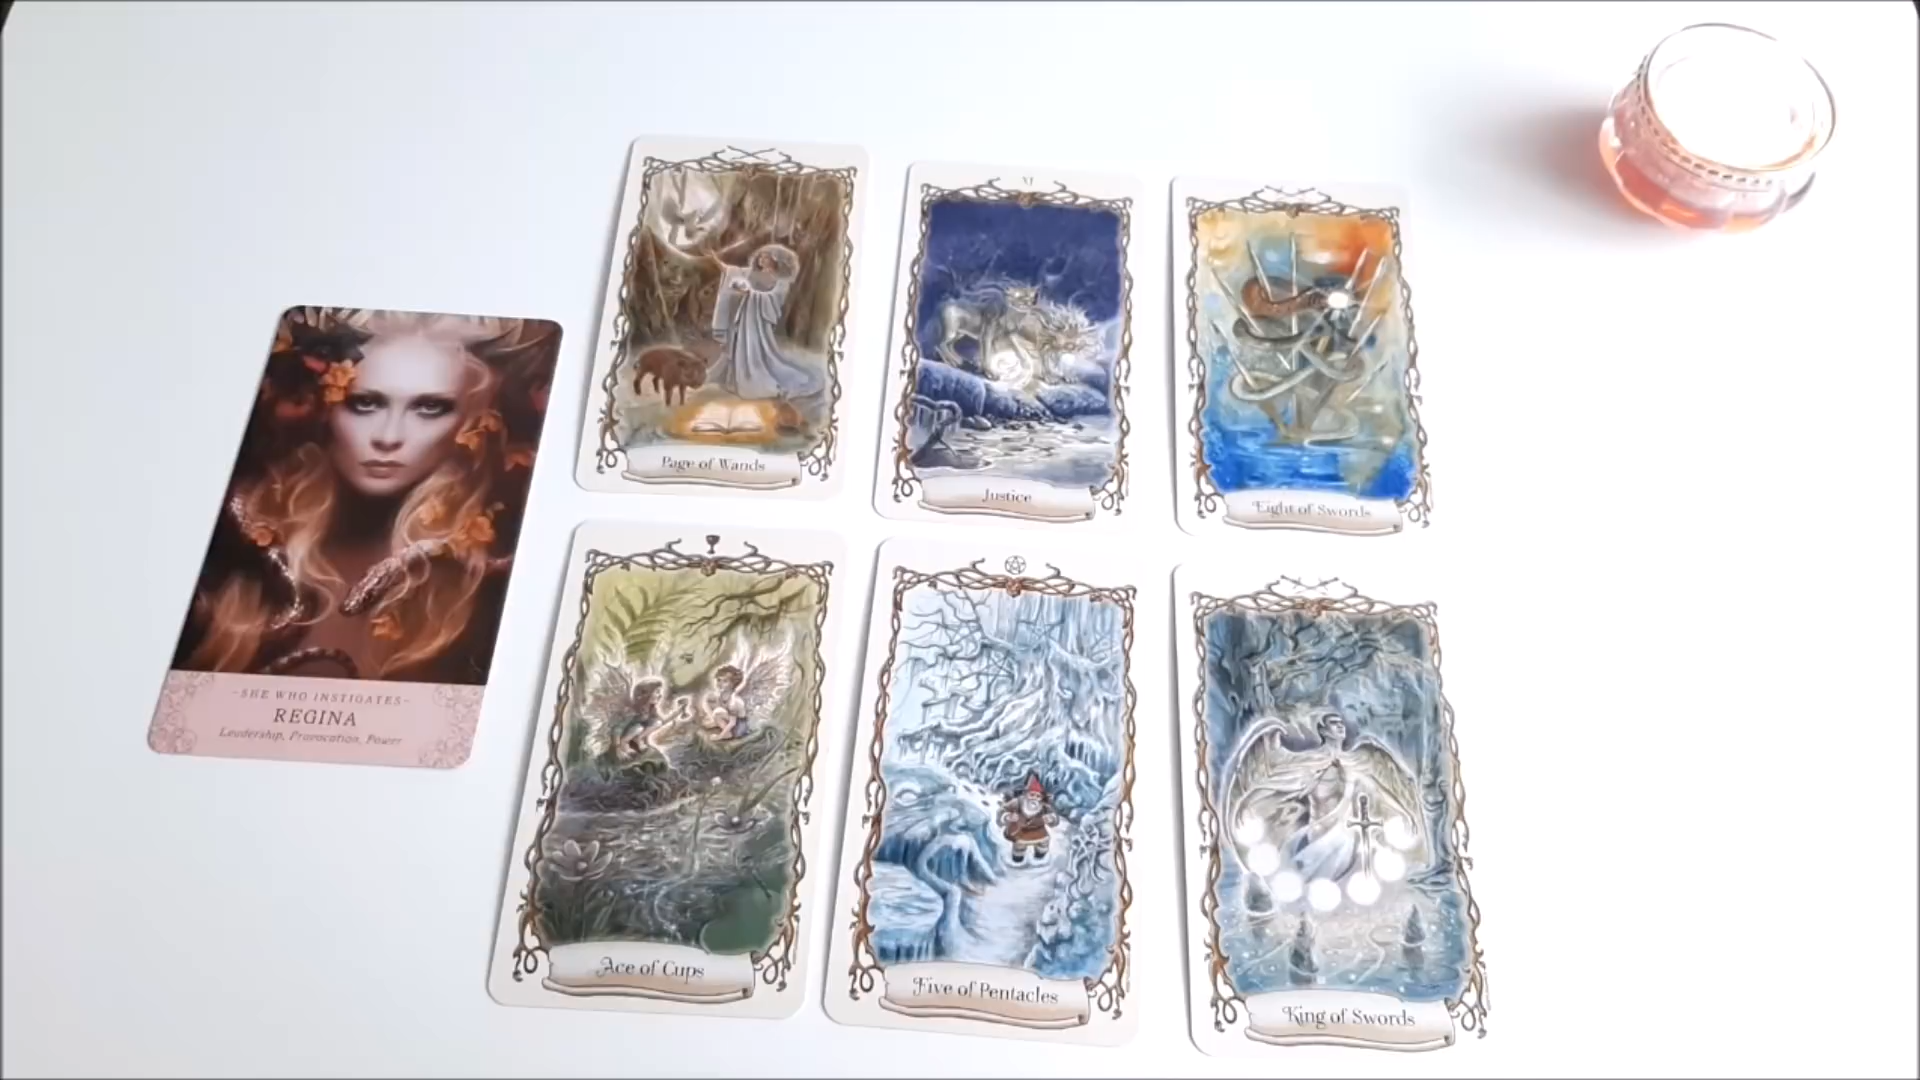 Page of Wands
XI
Justice
Eight of Swords
~SHE WHO INSTIGATES~
REGINA
Leadership, Provocation, Power
Ace of Cups
Five of Pentacles
King of Swords